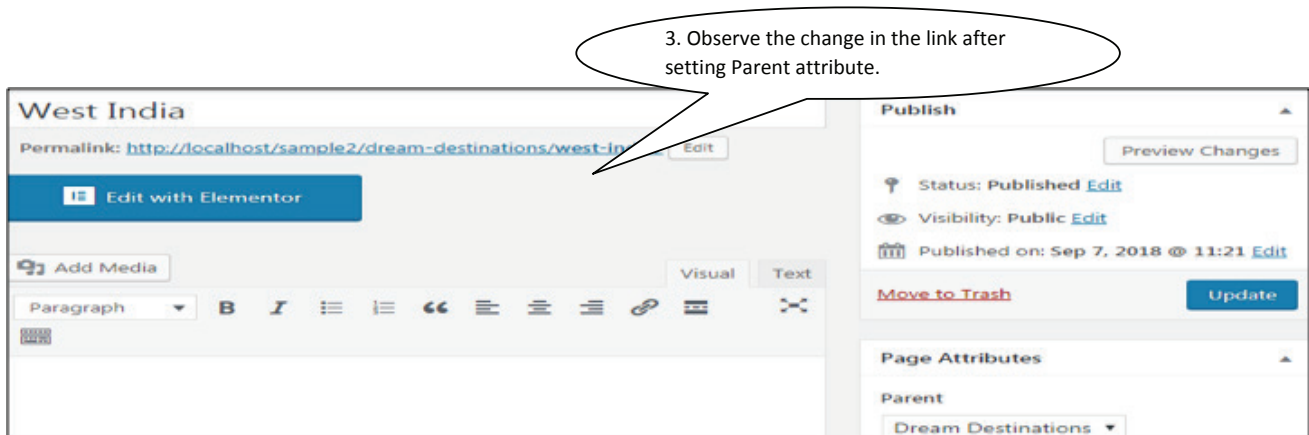 3. Observe the change in the link after
setting Parent attribute.
West India
Permalink: http://localhost/sample2/dream-destinations/west-in Edit
Edit with Elementor
Add Media
Visual Text
Paragraph B I
Publish
Preview Changes
Status: Published Edit
Visibility: Public Edit
Published on: Sep 7, 2018 @ 11:21 Edit
Move to Trash Update
Page Attributes
Parent
Dream Destinations